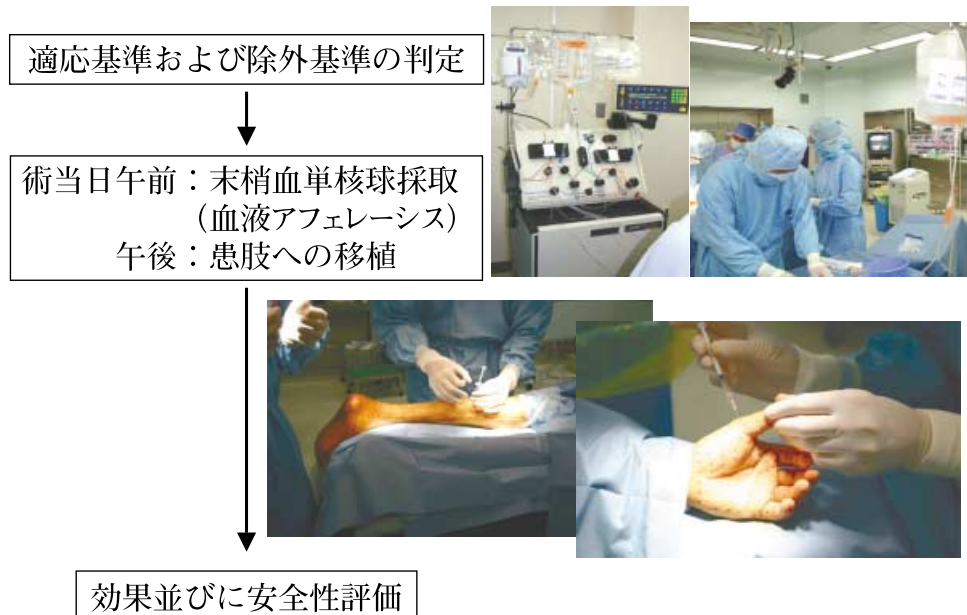 適応基準および除外基準の判定
術当日午前：末梢血単核球採取
（血液アフェレーシス）
午後：患肢への移植
効果並びに安全性評価